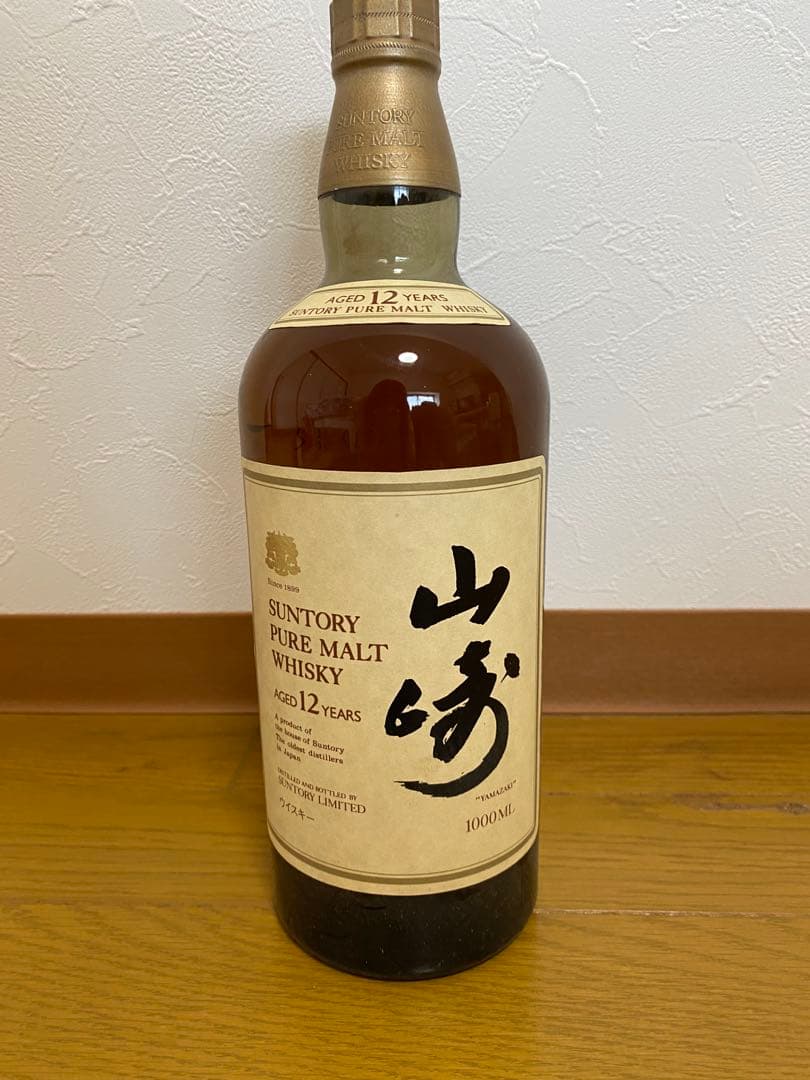 SUNTORY
PURE MALT
WHISKY
AGED 12 YEARS
SUNTORY PURE MALT WHISKY
Since 1899
SUNTORY
PURE MALT
WHISKY
AGED 12 YEARS
A product of
the house of Suntory
The oldest distillers
in Japan
DISTILLED AND BOTTLED BY
SUNTORY LIMITED
ウイスキー
山崎
"YAMAZAKI"
1000ML